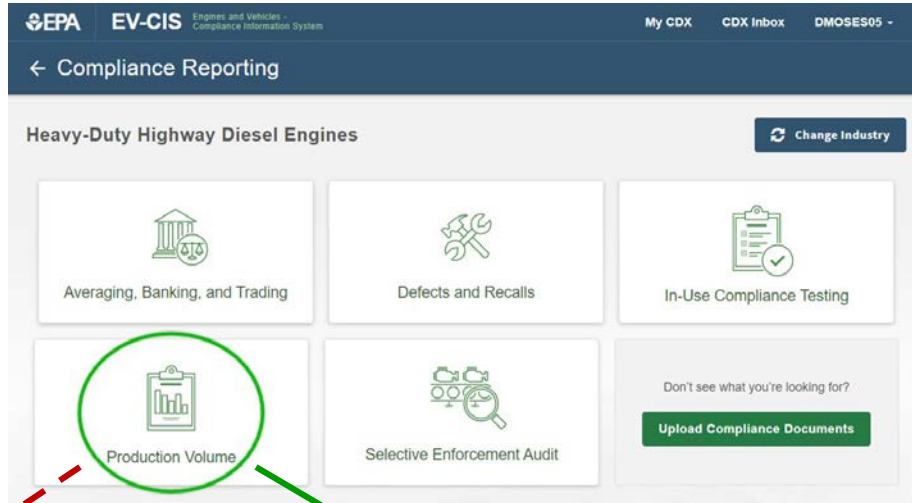 EPA EV-CIS Engines and Vehicles - Compliance Information System My CDX CDX Inbox DMOSES05
← Compliance Reporting
Heavy-Duty Highway Diesel Engines Change Industry
Averaging, Banking, and Trading Defects and Recalls In-Use Compliance Testing
Don't see what you're looking for?
Upload Compliance Documents
Production Volume Selective Enforcement Audit